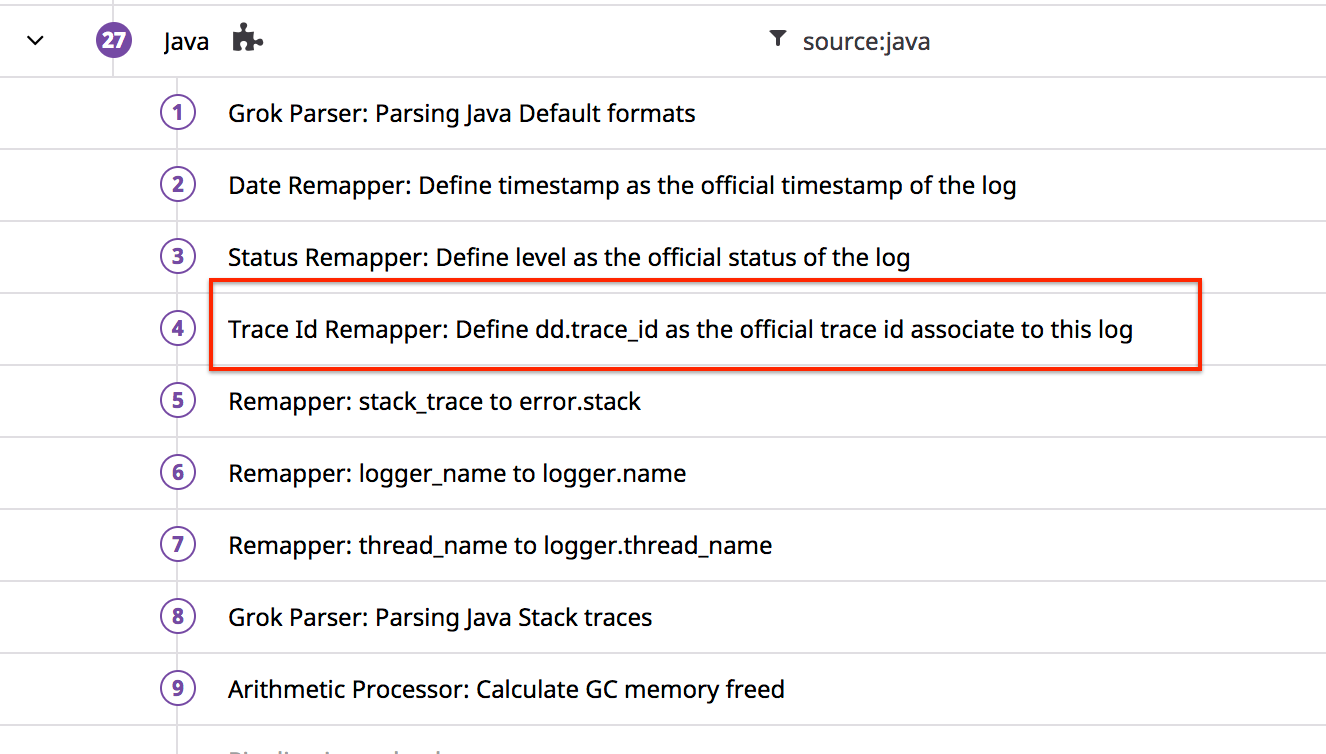 27 Java source:java
1 Grok Parser: Parsing Java Default formats
2 Date Remapper: Define timestamp as the official timestamp of the log
3 Status Remapper: Define level as the official status of the log
4 Trace Id Remapper: Define dd.trace_id as the official trace id associate to this log
5 Remapper: stack_trace to error.stack
6 Remapper: logger_name to logger.name
7 Remapper: thread_name to logger.thread_name
8 Grok Parser: Parsing Java Stack traces
9 Arithmetic Processor: Calculate GC memory freed